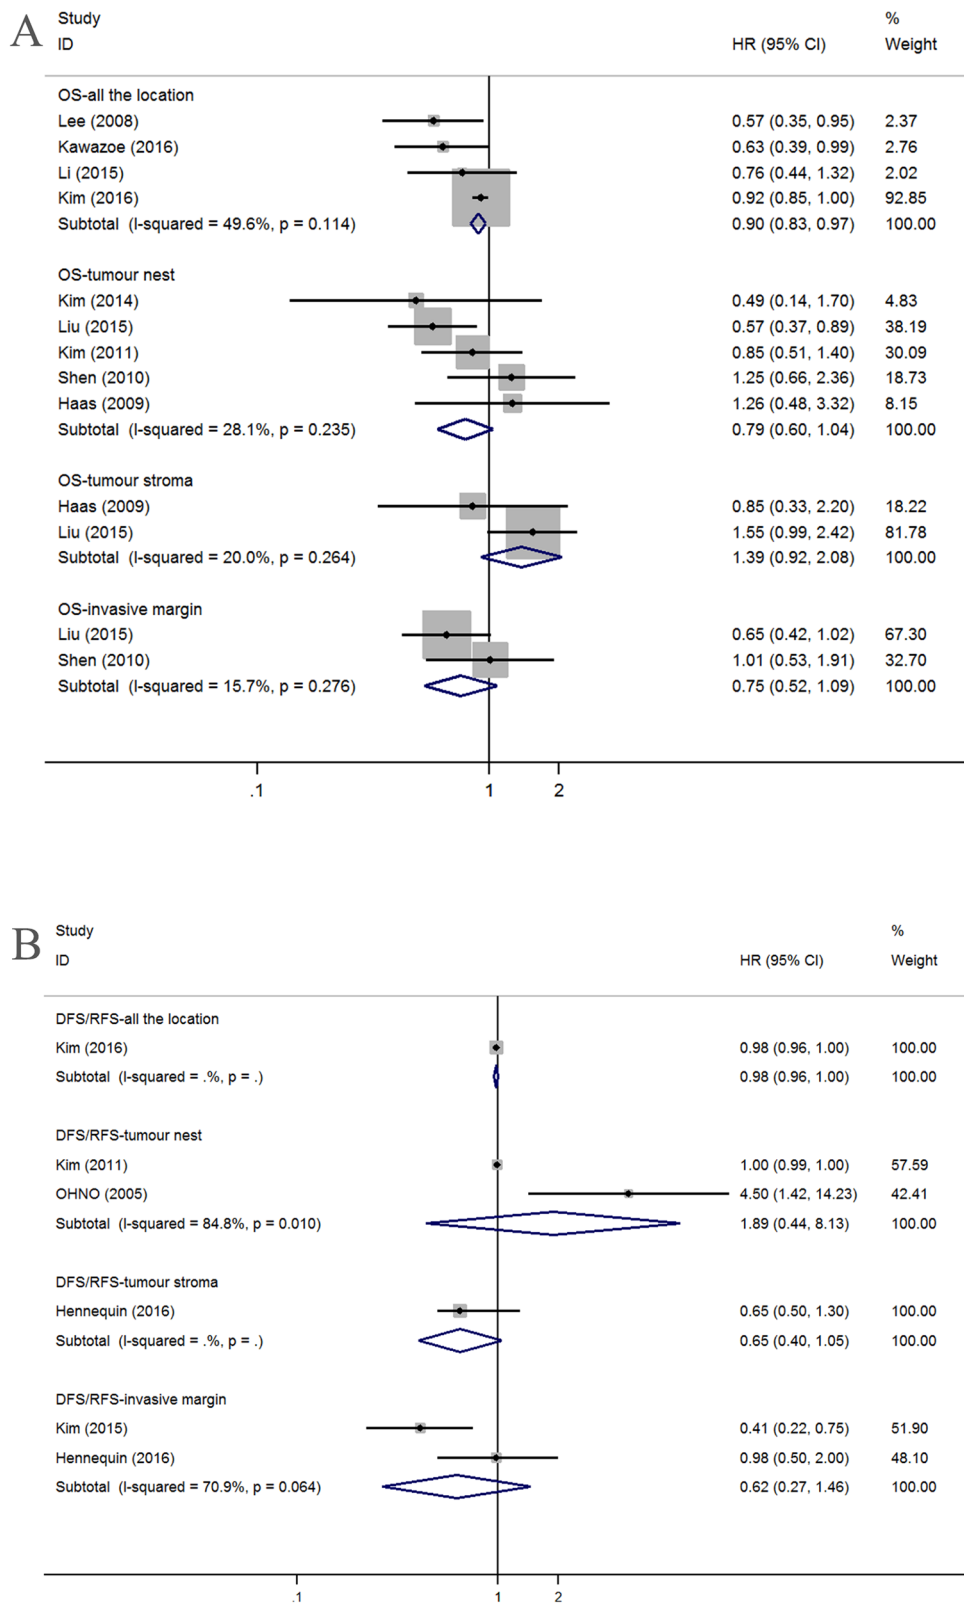 A
Study %
ID HR (95% CI) Weight
OS-all the location
Lee (2008) 0.57 (0.35, 0.95) 2.37
Kawazoe (2016) 0.63 (0.39, 0.99) 2.76
Li (2015) 0.76 (0.44, 1.32) 2.02
Kim (2016) 0.92 (0.85, 1.00) 92.85
Subtotal (I-squared = 49.6%, p = 0.114) 0.90 (0.83, 0.97) 100.00
OS-tumour nest
Kim (2014) 0.49 (0.14, 1.70) 4.83
Liu (2015) 0.57 (0.37, 0.89) 38.19
Kim (2011) 0.85 (0.51, 1.40) 30.09
Shen (2010) 1.25 (0.66, 2.36) 18.73
Haas (2009) 1.26 (0.48, 3.32) 8.15
Subtotal (I-squared = 28.1%, p = 0.235) 0.79 (0.60, 1.04) 100.00
OS-tumour stroma
Haas (2009) 0.85 (0.33, 2.20) 18.22
Liu (2015) 1.55 (0.99, 2.42) 81.78
Subtotal (I-squared = 20.0%, p = 0.264) 1.39 (0.92, 2.08) 100.00
OS-invasive margin
Liu (2015) 0.65 (0.42, 1.02) 67.30
Shen (2010) 1.01 (0.53, 1.91) 32.70
Subtotal (I-squared = 15.7%, p = 0.276) 0.75 (0.52, 1.09) 100.00
.1 1 2
B
Study %
ID HR (95% CI) Weight
DFS/RFS-all the location
Kim (2016) 0.98 (0.96, 1.00) 100.00
Subtotal (I-squared = .%, p = .) 0.98 (0.96, 1.00) 100.00
DFS/RFS-tumour nest
Kim (2011) 1.00 (0.99, 1.00) 57.59
OHNO (2005) 4.50 (1.42, 14.23) 42.41
Subtotal (I-squared = 84.8%, p = 0.010) 1.89 (0.44, 8.13) 100.00
DFS/RFS-tumour stroma
Hennequin (2016) 0.65 (0.50, 1.30) 100.00
Subtotal (I-squared = .%, p = .) 0.65 (0.40, 1.05) 100.00
DFS/RFS-invasive margin
Kim (2015) 0.41 (0.22, 0.75) 51.90
Hennequin (2016) 0.98 (0.50, 2.00) 48.10
Subtotal (I-squared = 70.9%, p = 0.064) 0.62 (0.27, 1.46) 100.00
.1 1 2